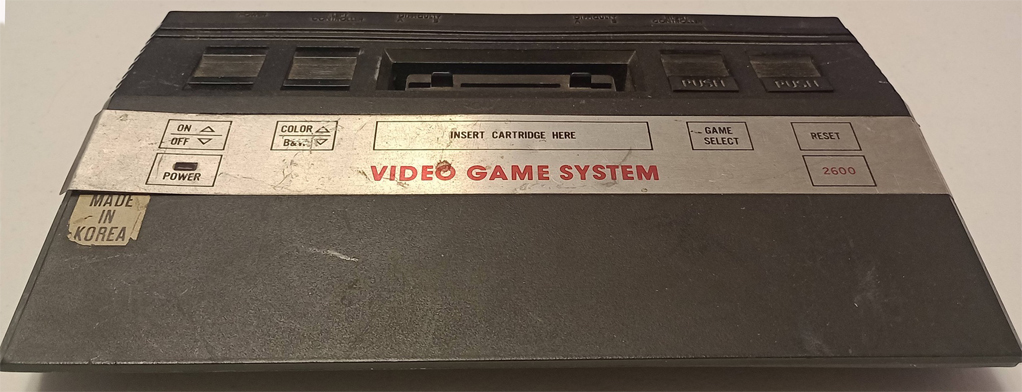 PUSH PUSH
ON △
OFF ▽
COLOR △
B&W. ▽
INSERT CARTRIDGE HERE
GAME
SELECT
RESET
POWER
VIDEO GAME SYSTEM
2600
MADE
IN
KOREA